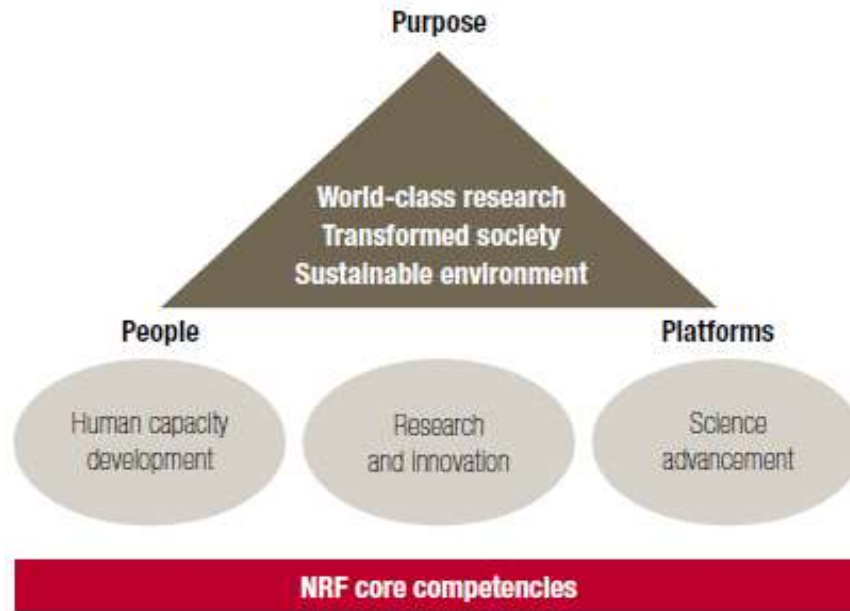 Purpose
World-class research
Transformed society
Sustainable environment
People
Platforms
Human capacity
development
Research
and innovation
Science
advancement
NRF core competencies